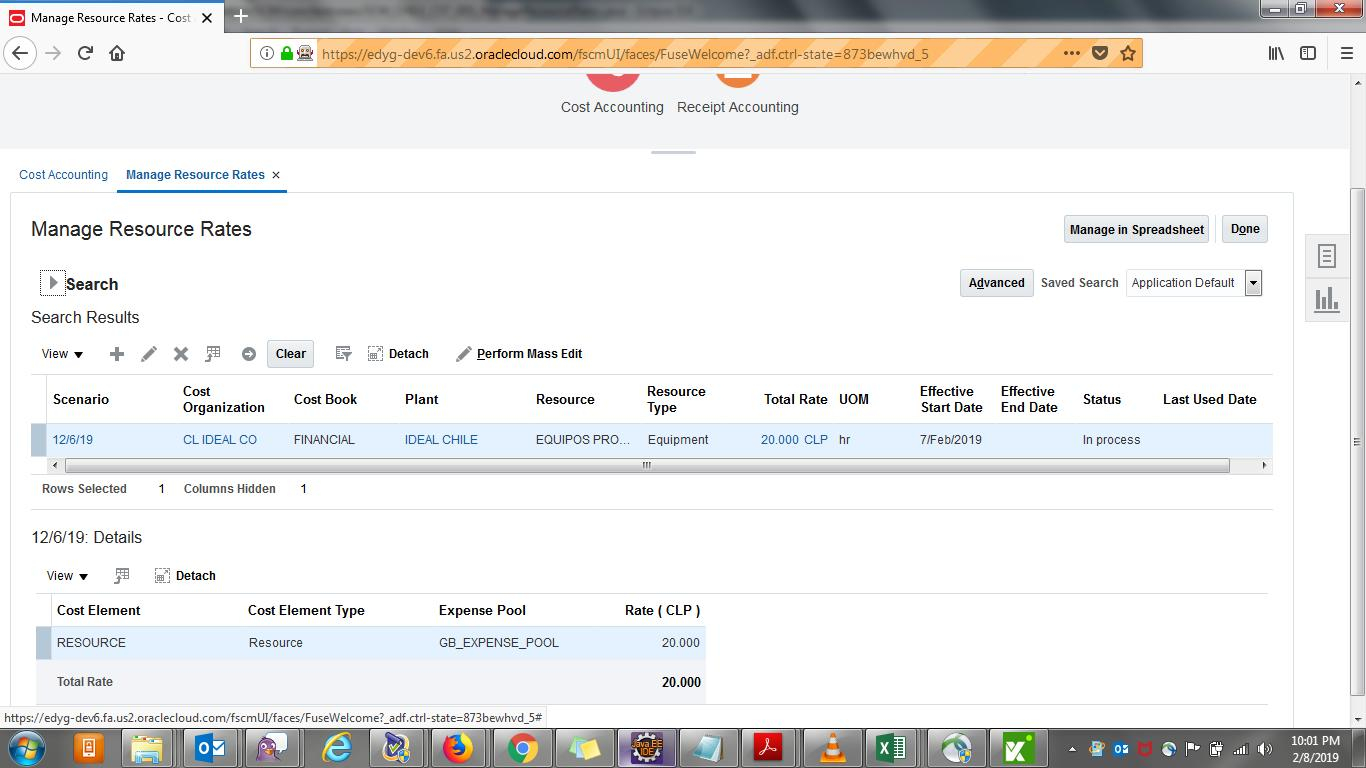 Manage Resource Rates - Cost
https://edyg-dev6.fa.us2.oraclecloud.com/fscmUI/faces/FuseWelcome?_adf.ctrl-state=873bewhvd_5
Cost Accounting
Receipt Accounting
Cost Accounting
Manage Resource Rates
Manage Resource Rates
Manage in Spreadsheet
Done
Search
Advanced
Saved Search
Application Default
Search Results
View
Clear
Detach
Perform Mass Edit
Scenario
Cost Organization
Cost Book
Plant
Resource
Resource Type
Total Rate
UOM
Effective Start Date
Effective End Date
Status
Last Used Date
12/6/19
CL IDEAL CO
FINANCIAL
IDEAL CHILE
EQUIPOS PRO...
Equipment
20.000 CLP
hr
7/Feb/2019
In process
Rows Selected 1 Columns Hidden 1
12/6/19: Details
View
Detach
Cost Element
Cost Element Type
Expense Pool
Rate ( CLP )
RESOURCE
Resource
GB_EXPENSE_POOL
20.000
Total Rate
20.000
https://edyg-dev6.fa.us2.oraclecloud.com/fscmUI/faces/FuseWelcome?_adf.ctrl-state=873bewhvd_5#
Java EE
IDE
10:01 PM
2/8/2019